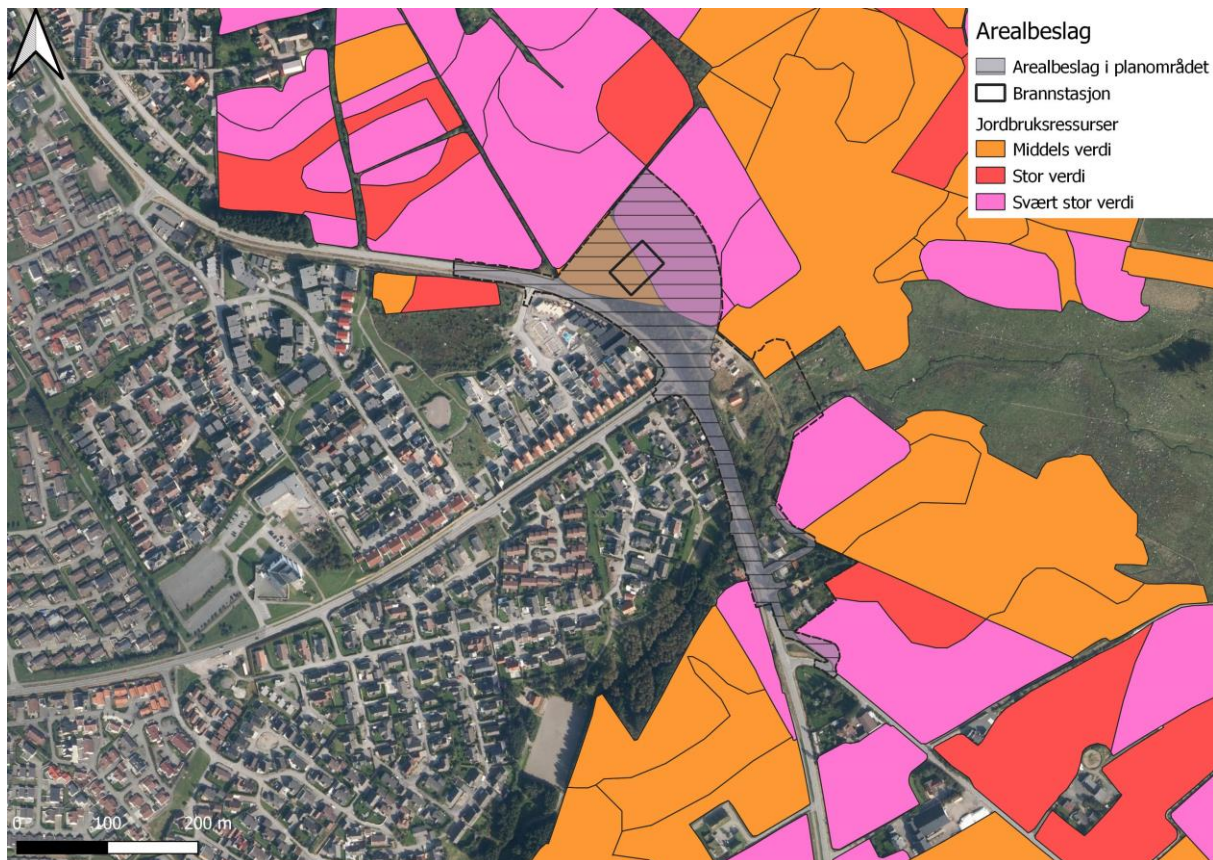 Arealbeslag
Arealbeslag i planområdet
Brannstasjon
Jordbruksressurser
Middels verdi
Stor verdi
Svært stor verdi
0 100 200 m